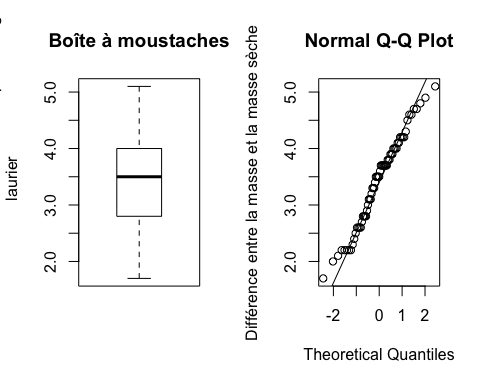 Boîte à moustaches
laurier
5.0
4.0
3.0
2.0
Normal Q-Q Plot
Différence entre la masse et la masse sèche
5.0
4.0
3.0
2.0
-2 0 1 2
Theoretical Quantiles